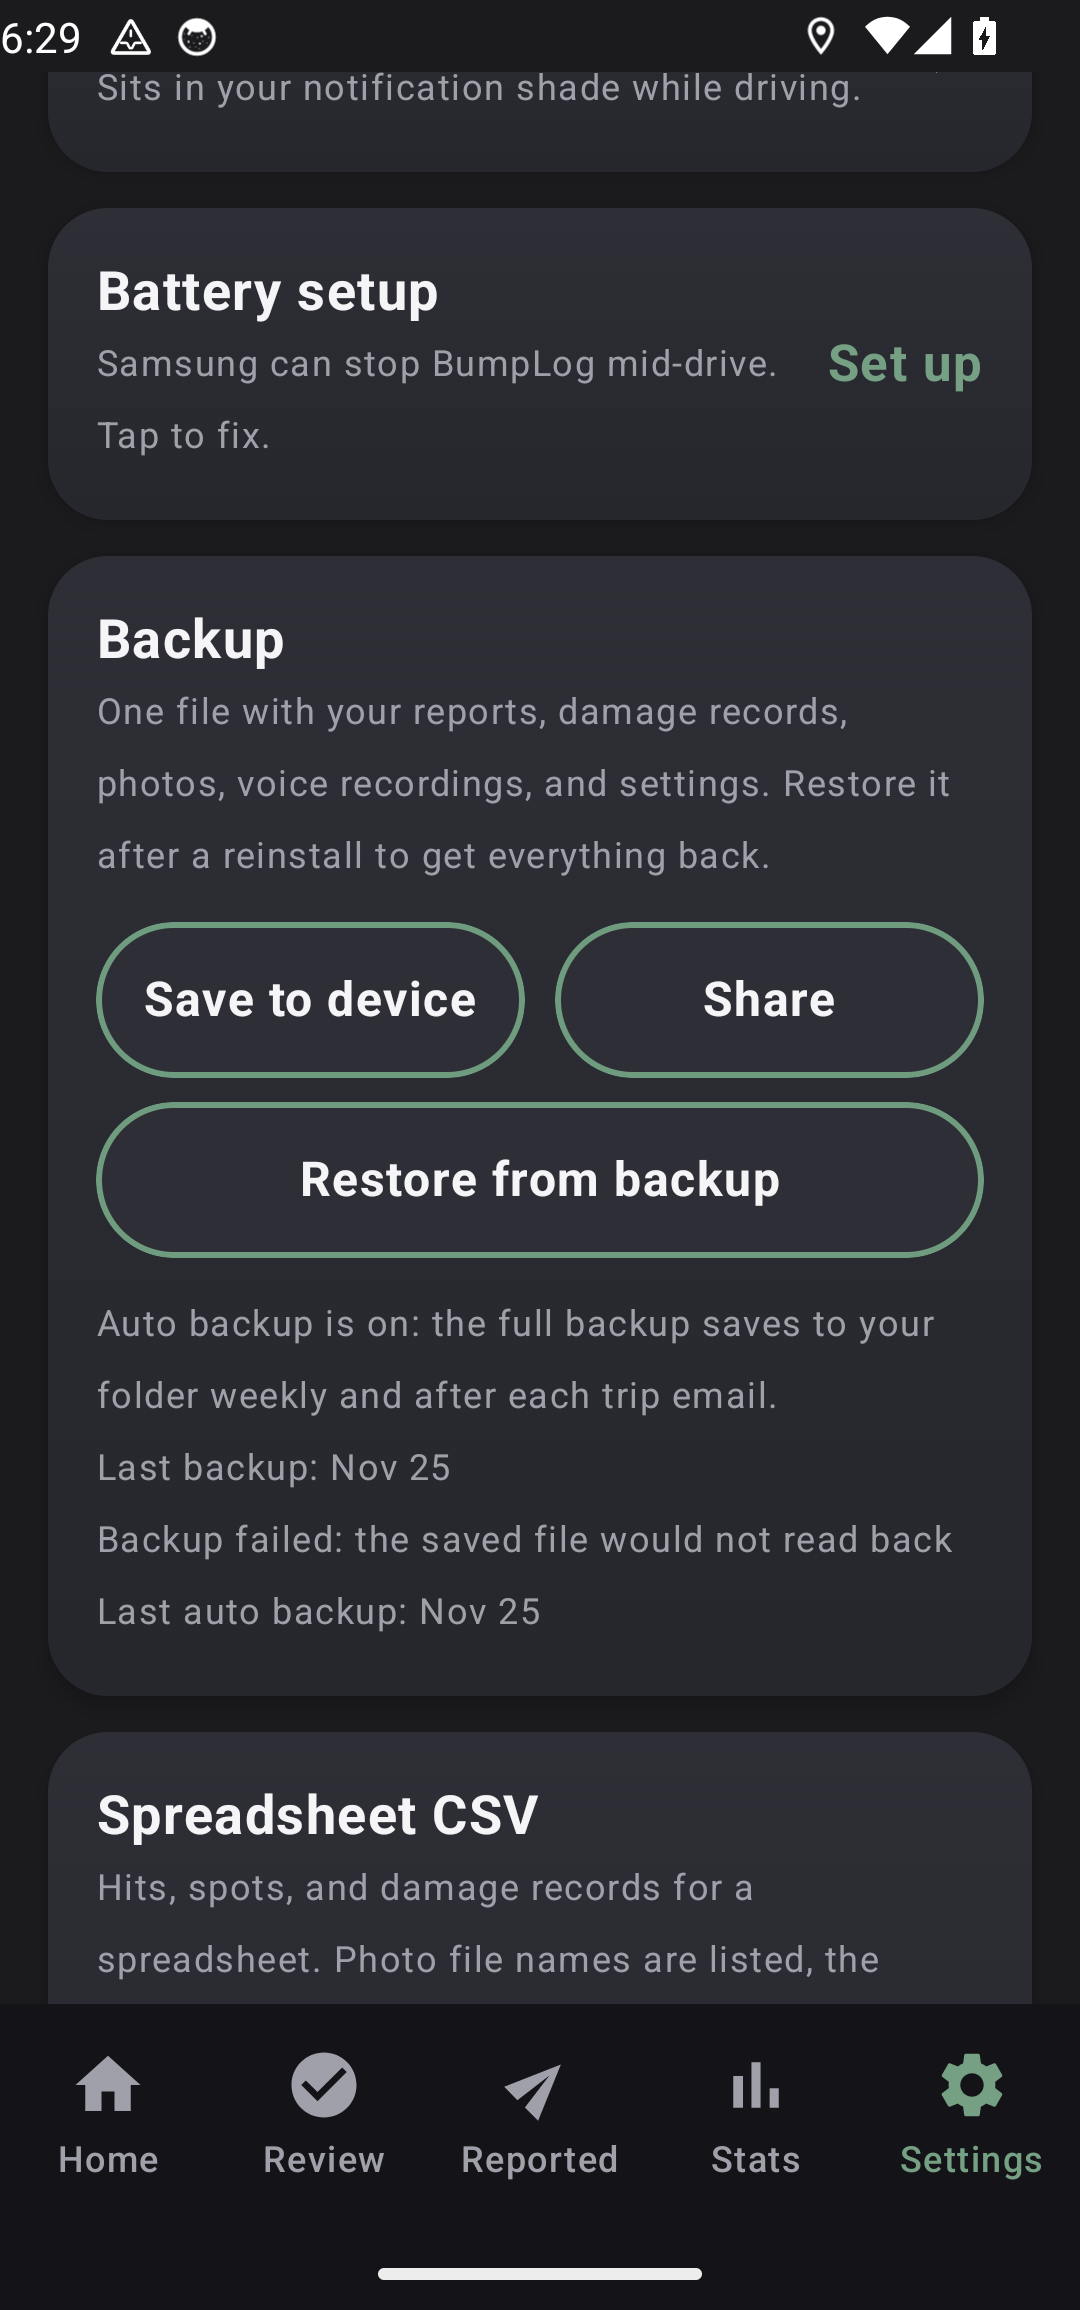 6:29
Sits in your notification shade while driving.
Battery setup
Samsung can stop BumpLog mid-drive.
Tap to fix.
Set up
Backup
One file with your reports, damage records,
photos, voice recordings, and settings. Restore it
after a reinstall to get everything back.
Save to device
Share
Restore from backup
Auto backup is on: the full backup saves to your
folder weekly and after each trip email.
Last backup: Nov 25
Backup failed: the saved file would not read back
Last auto backup: Nov 25
Spreadsheet CSV
Hits, spots, and damage records for a
spreadsheet. Photo file names are listed, the
Home
Review
Reported
Stats
Settings